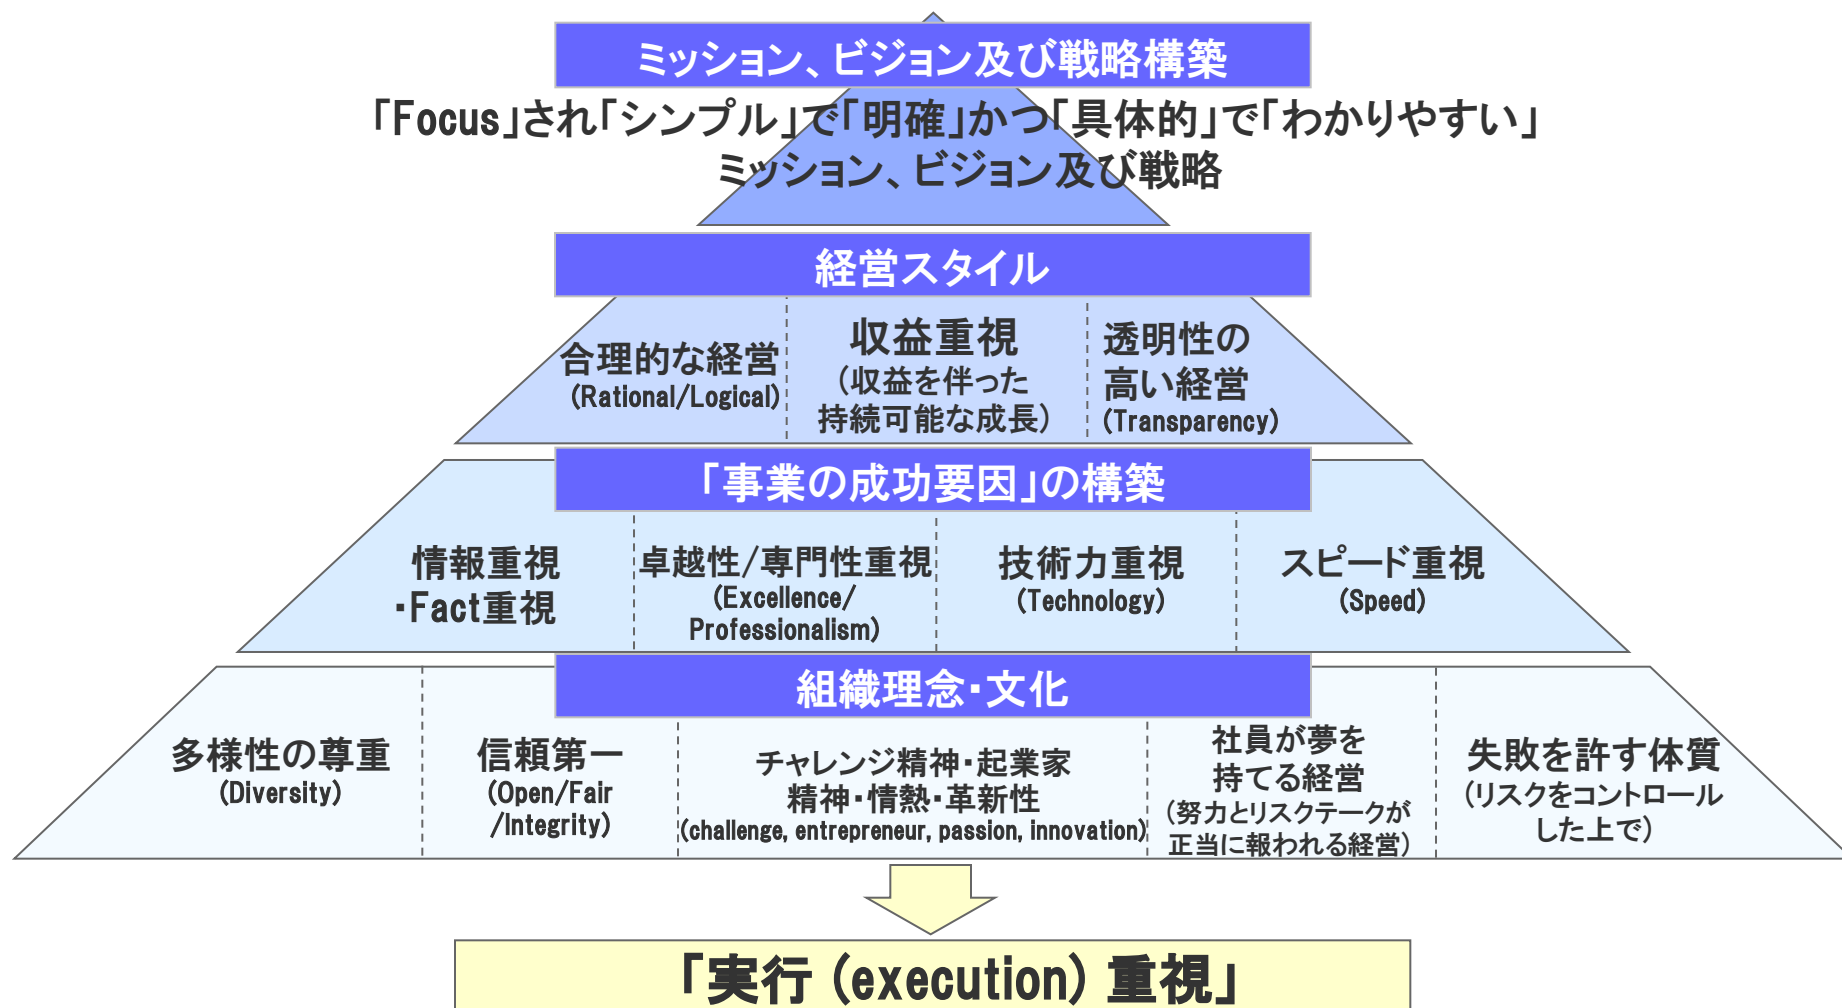 ミッション、ビジョン及び戦略構築
「Focus」され「シンプル」で「明確」かつ「具体的」で「わかりやすい」
ミッション、ビジョン及び戦略
経営スタイル
合理的な経営
(Rational/Logical)
収益重視
(収益を伴った
持続可能な成長)
透明性の
高い経営
(Transparency)
「事業の成功要因」の構築
情報重視
・Fact重視
卓越性/専門性重視
(Excellence/
Professionalism)
技術力重視
(Technology)
スピード重視
(Speed)
組織理念・文化
多様性の尊重
(Diversity)
信頼第一
(Open/Fair
/Integrity)
チャレンジ精神・起業家
精神・情熱・革新性
(challenge, entrepreneur, passion, innovation)
社員が夢を
持てる経営
(努力とリスクテークが
正当に報われる経営)
失敗を許す体質
(リスクをコントロール
した上で)
「実行 (execution) 重視」